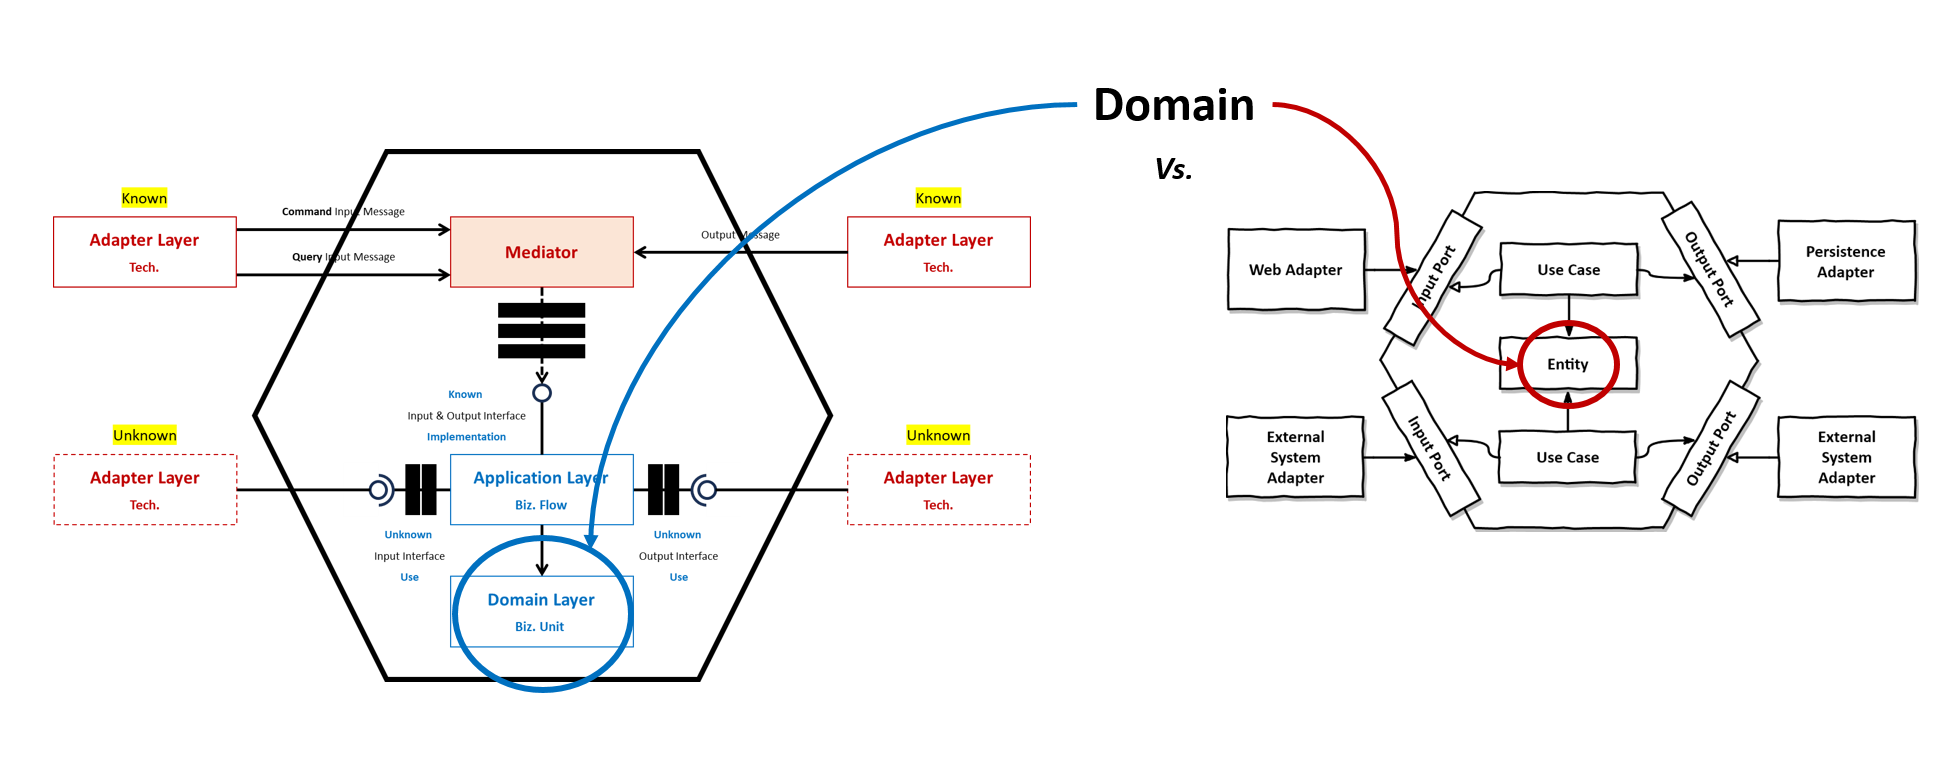 Domain
Vs.
Known
Adapter Layer
Tech.
Command Input Message
Query Input Message
Mediator
Output Message
Known
Adapter Layer
Tech.
Known
Input & Output Interface
Implementation
Unknown
Adapter Layer
Tech.
Application Layer
Biz. Flow
Unknown
Adapter Layer
Tech.
Unknown
Input Interface
Use
Unknown
Output Interface
Use
Domain Layer
Biz. Unit
Web Adapter
Input Port
Use Case
Output Port
Persistence
Adapter
Entity
External
System
Adapter
Input Port
Use Case
Output Port
External
System
Adapter